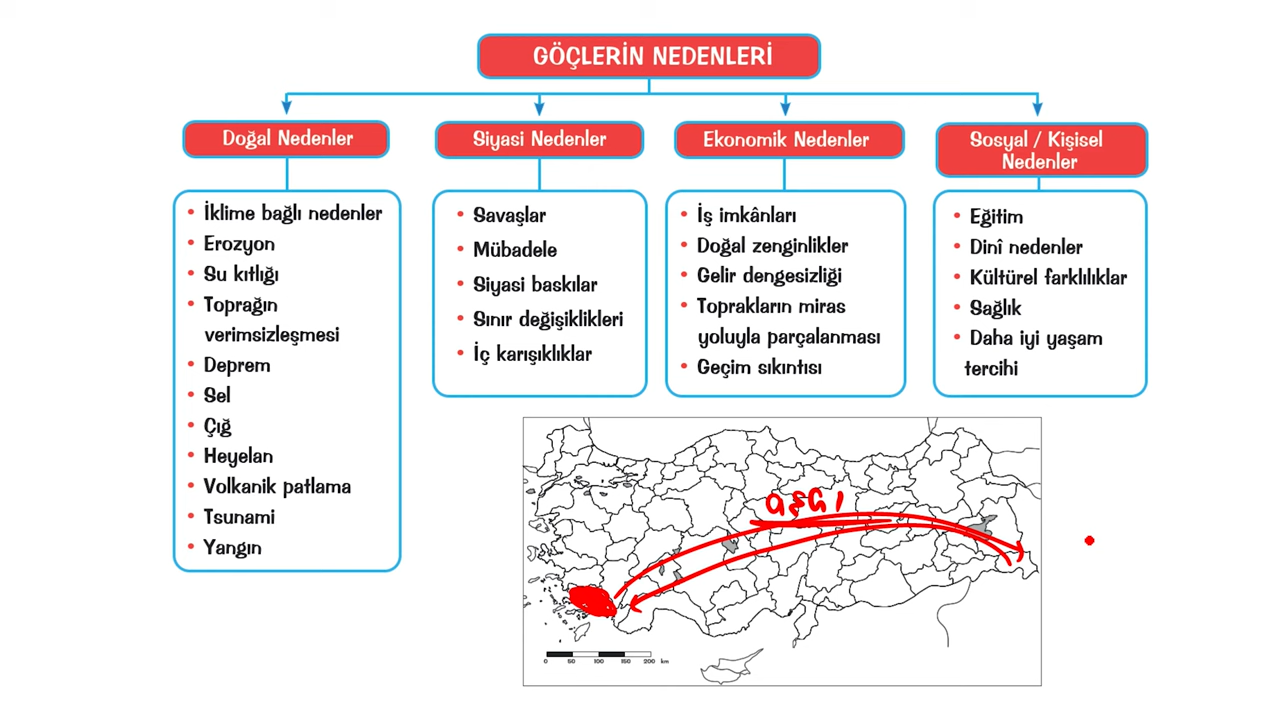 GÖÇLERİN NEDENLERİ
Doğal Nedenler
• İklime bağlı nedenler
• Erozyon
• Su kıtlığı
• Toprağın
verimsizleşmesi
• Deprem
• Sel
• Çığ
• Heyelan
• Volkanik patlama
• Tsunami
• Yangın
Siyasi Nedenler
• Savaşlar
• Mübadele
• Siyasi baskılar
• Sınır değişiklikleri
• İç karışıklıklar
Ekonomik Nedenler
• İş imkânları
• Doğal zenginlikler
• Gelir dengesizliği
• Toprakların miras
yoluyla parçalanması
• Geçim sıkıntısı
Sosyal / Kişisel
Nedenler
• Eğitim
• Dinî nedenler
• Kültürel farklılıklar
• Sağlık
• Daha iyi yaşam
tercihi
aşçı
0 50 100 150 200 km